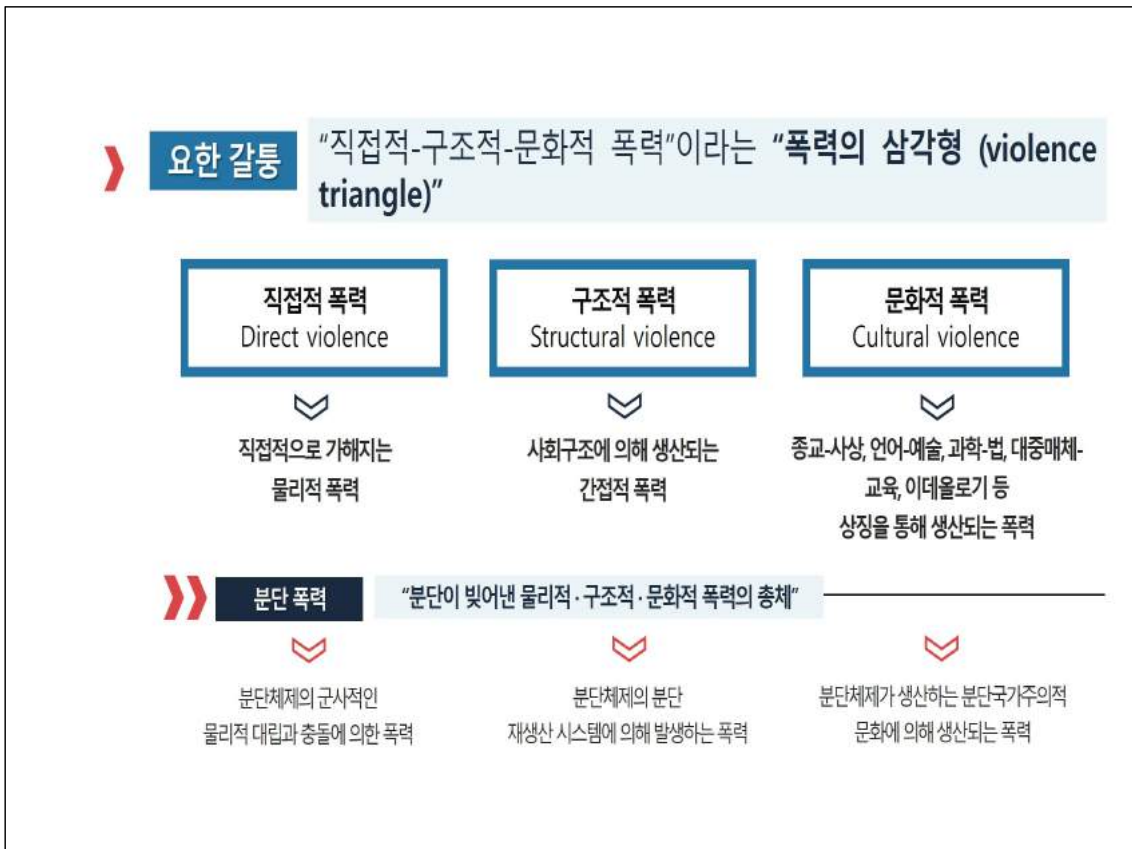 요한 갈퉁
“직접적-구조적-문화적 폭력”이라는 “폭력의 삼각형 (violence
triangle)”
직접적 폭력
Direct violence
구조적 폭력
Structural violence
문화적 폭력
Cultural violence
직접적으로 가해지는
물리적 폭력
사회구조에 의해 생산되는
간접적 폭력
종교-사상, 언어-예술, 과학-법, 대중매체-
교육, 이데올로기 등
상징을 통해 생산되는 폭력
분단 폭력
“분단이 빚어낸 물리적 · 구조적 · 문화적 폭력의 총체”
분단체제의 군사적인
물리적 대립과 충돌에 의한 폭력
분단체제의 분단
재생산 시스템에 의해 발생하는 폭력
분단체제가 생산하는 분단국가주의적
문화에 의해 생산되는 폭력